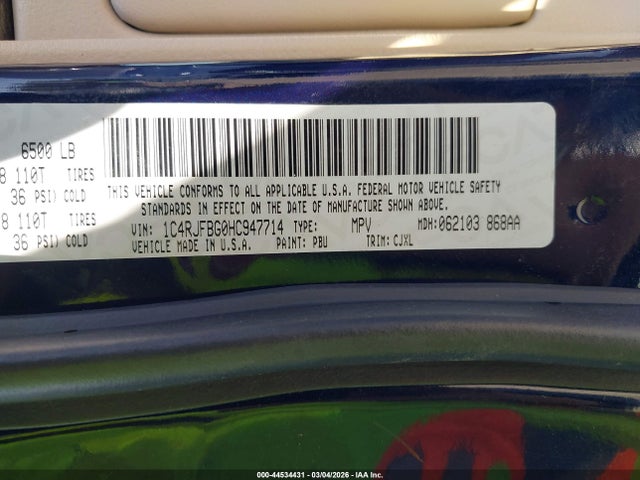 6500 LB
8 110T TIRES
36 PSI) COLD
8 110T TIRES
36 PSI) COLD
THIS VEHICLE CONFORMS TO ALL APPLICABLE U.S.A. FEDERAL MOTOR VEHICLE SAFETY
STANDARDS IN EFFECT ON THE DATE OF MANUFACTURE SHOWN ABOVE.
VIN: 1C4RJFBG0HC947714 TYPE: MPV MDH:062103 868AA
VEHICLE MADE IN U.S.A. PAINT: PBU TRIM: CJXL
000-44534431 - 03/04/2026 - IAA Inc.